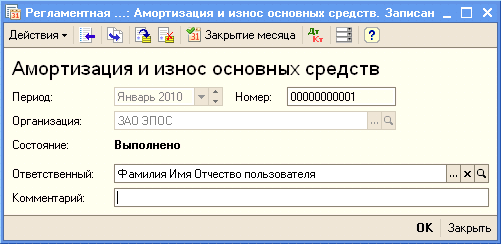 Регламентная ...: Амортизация и износ основных средств. Записан
Действия Закрытие месяца Дт Кт ?
Амортизация и износ основных средств
Период: Январь 2010 Номер: 00000000001
Организация: ЗАО ЭПОС ...
Состояние: Выполнено
Ответственный: Фамилия Имя Отчество пользователя ... x
Комментарий:
OK Закрыть